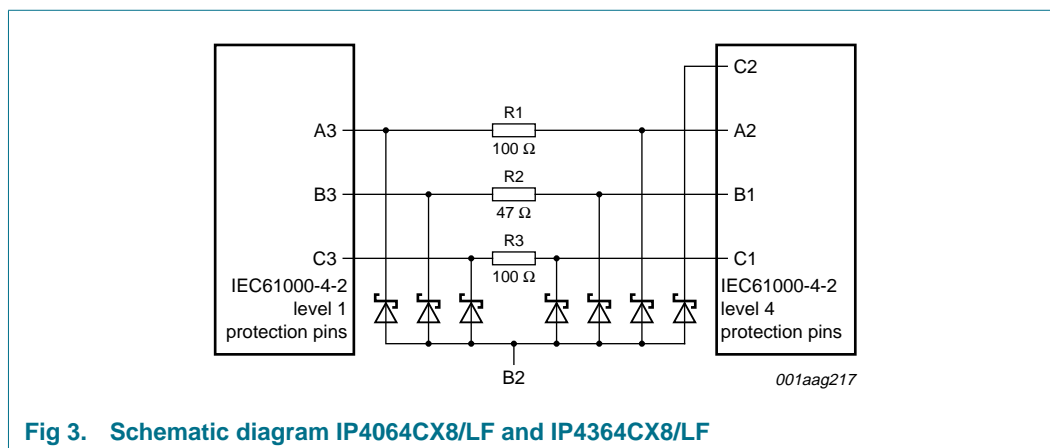 C2
R1
A3
A2
100 Ω
R2
B3
B1
47 Ω
R3
C3
C1
100 Ω
IEC61000-4-2
level 1
protection pins
IEC61000-4-2
level 4
protection pins
B2
001aag217
Fig 3. Schematic diagram IP4064CX8/LF and IP4364CX8/LF